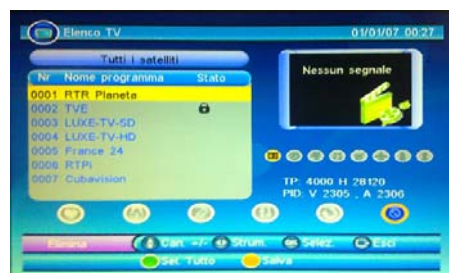 Elenco TV 01/01/07 00:27
Tutti i satelliti
Nr Nome programma Stato
Nessun segnale
0001 RTR Planeta
0002 TVE
0003 LUXE-TV-SD
0004 LUXE-TV-HD
0005 France 24
0006 RTPi
0007 Cubavision
TP: 4000 H 28120
PID: V 2305 , A 2306
Elimina Can. +/- Strum. Selez. Esci
Sel. Tutto Salva